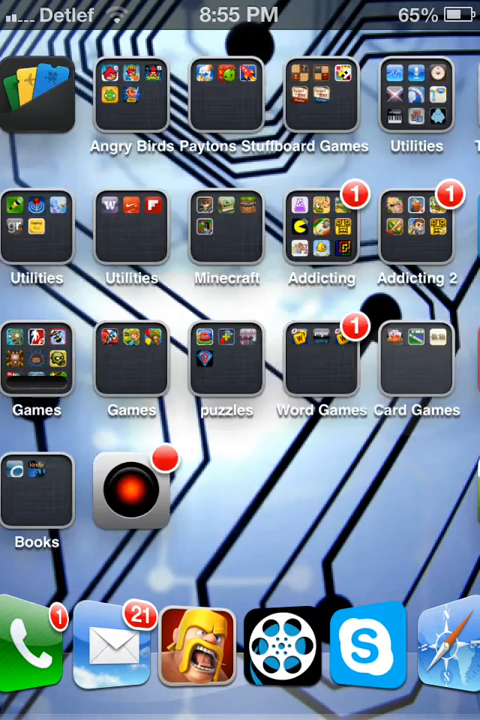 Detlef 8:55 PM 65%
Angry Birds Paytons Stuff board Games Utilities
1 1
Utilities Utilities Minecraft Addicting Addicting 2
1
Games Games puzzles Word Games Card Games
Books
1 21